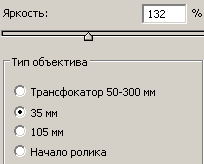 Яркость: 132 %
Тип объектива
Трансфокатор 50-300 мм
35 мм
105 мм
Начало ролика